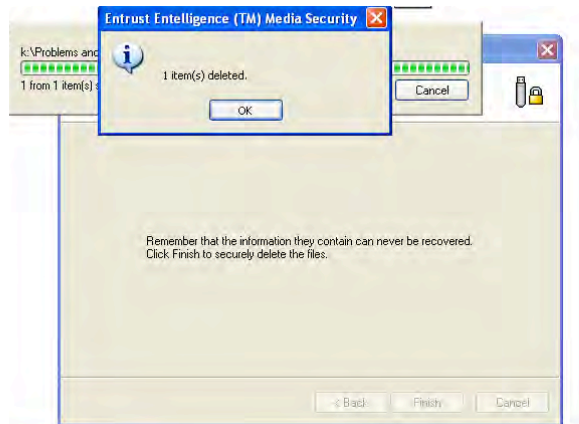 Entrust Entelligence (TM) Media Security
k:\Problems and
1 item(s) deleted.
1 from 1 item(s)
Cancel
OK
Remember that the information they contain can never be recovered.
Click Finish to securely delete the files.
< Back
Finish
Cancel